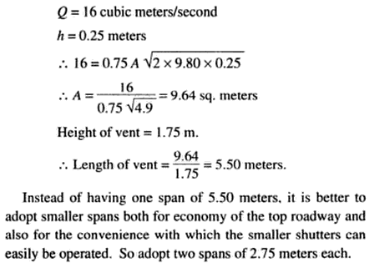 Q = 16 cubic meters/second
h = 0.25 meters
∴ 16 = 0.75 A √2 × 9.80 × 0.25
∴ A = 16 / 0.75 √4.9 = 9.64 sq. meters
Height of vent = 1.75 m.
∴ Length of vent = 9.64 / 1.75 = 5.50 meters.
Instead of having one span of 5.50 meters, it is better to
adopt smaller spans both for economy of the top roadway and
also for the convenience with which the smaller shutters can
easily be operated. So adopt two spans of 2.75 meters each.